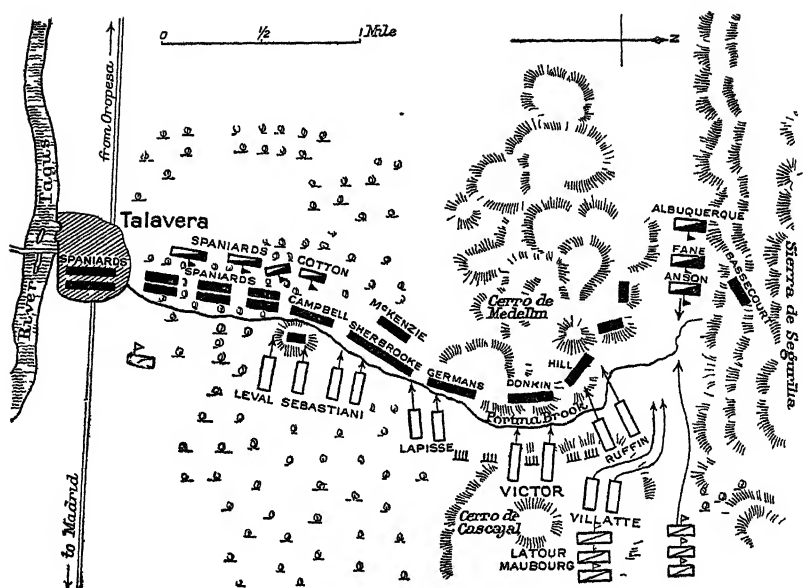 0 ½ 1 Mile
N
from Oropesa
River Tagus
Talavera
SPANIARDS
SPANIARDS
SPANIARDS
COTTON
CAMPBELL
McKENZIE
SHERBROOKE
GERMANS
DONKIN
HILL
Cerro de
Medellin
ALBUQUERQUE
FANE
ANSON
BASSECOURT
Sierra de Segunilla
LEVAL SEBASTIANI
LAPISSE
Portina Brook
RUFFIN
VICTOR
VILLATTE
Cerro de
Cascajal
LATOUR
MAUBOURG
to Madrid